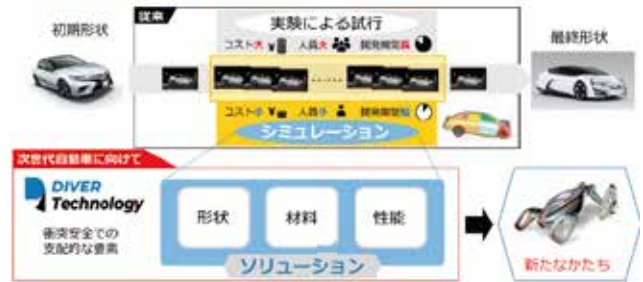 従来
実験による試行
初期形状
最終形状
コスト大 ¥ 人員大 開発期間長
……
コスト小 ¥ 人員小 開発期間短
シミュレーション
次世代自動車に向けて
DIVER
Technology
衝突安全での
支配的な要素
形状
材料
性能
ソリューション
新たなかたち